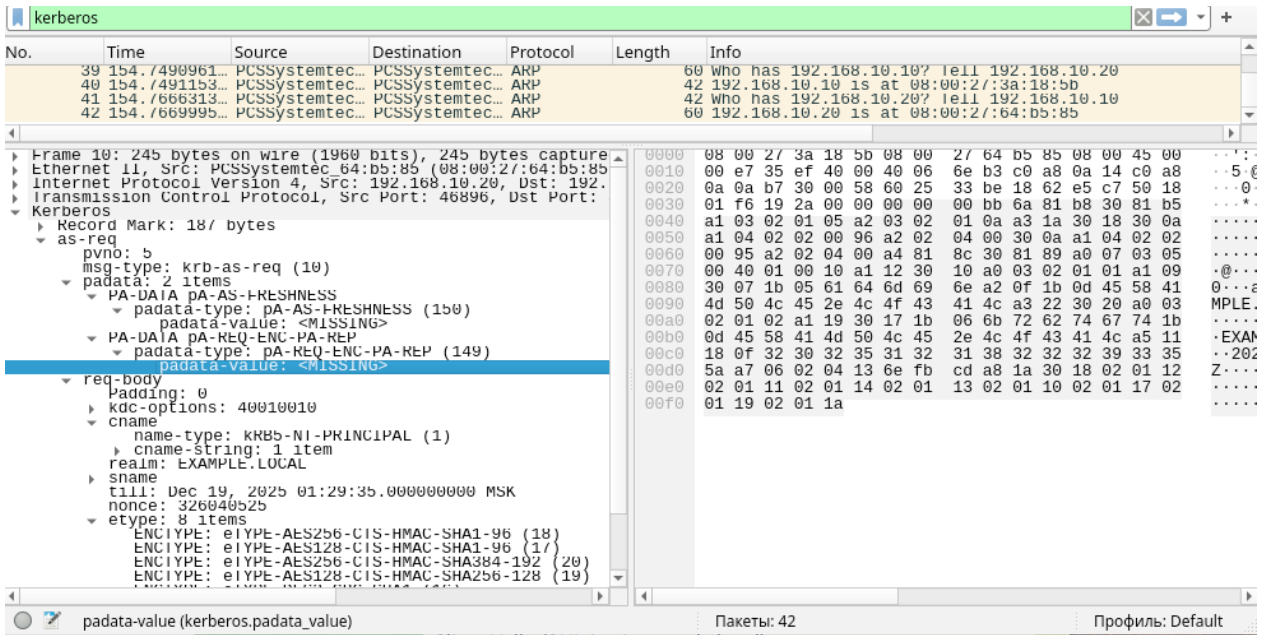 kerberos
No. Time Source Destination Protocol Length Info
39 154.7490961… PCSSystemtec… PCSSystemtec… ARP 60 Who has 192.168.10.10? Tell 192.168.10.20
40 154.7491153… PCSSystemtec… PCSSystemtec… ARP 42 192.168.10.10 is at 08:00:27:3a:18:5b
41 154.7666313… PCSSystemtec… PCSSystemtec… ARP 42 Who has 192.168.10.20? Tell 192.168.10.10
42 154.7669995… PCSSystemtec… PCSSystemtec… ARP 60 192.168.10.20 is at 08:00:27:64:b5:85
Frame 10: 245 bytes on wire (1960 bits), 245 bytes capture
Ethernet II, Src: PCSSystemtec_64:b5:85 (08:00:27:64:b5:85
Internet Protocol Version 4, Src: 192.168.10.20, Dst: 192.
Transmission Control Protocol, Src Port: 46896, Dst Port:
Kerberos
Record Mark: 187 bytes
as-req
pvno: 5
msg-type: krb-as-req (10)
padata: 2 items
PA-DATA pA-AS-FRESHNESS
padata-type: pA-AS-FRESHNESS (150)
padata-value: <MISSING>
PA-DATA pA-REQ-ENC-PA-REP
padata-type: pA-REQ-ENC-PA-REP (149)
padata-value: <MISSING>
req-body
Padding: 0
kdc-options: 40010010
cname
name-type: kRB5-NT-PRINCIPAL (1)
cname-string: 1 item
realm: EXAMPLE.LOCAL
sname
till: Dec 19, 2025 01:29:35.000000000 MSK
nonce: 326040525
etype: 8 items
ENCTYPE: eTYPE-AES256-CTS-HMAC-SHA1-96 (18)
ENCTYPE: eTYPE-AES128-CTS-HMAC-SHA1-96 (17)
ENCTYPE: eTYPE-AES256-CTS-HMAC-SHA384-192 (20)
ENCTYPE: eTYPE-AES128-CTS-HMAC-SHA256-128 (19)
0000 08 00 27 3a 18 5b 08 00 27 64 b5 85 08 00 45 00 ··':·
0010 00 e7 35 ef 40 00 40 06 6e b3 c0 a8 0a 14 c0 a8 ··5·@
0020 0a 0a b7 30 00 58 60 25 33 be 18 62 e5 c7 50 18 ···0·
0030 01 f6 19 2a 00 00 00 00 00 bb 6a 81 b8 30 81 b5 ···*·
0040 a1 03 02 01 05 a2 03 02 01 0a a3 1a 30 18 30 0a ·····
0050 a1 04 02 02 00 96 a2 02 04 00 30 0a a1 04 02 02 ·····
0060 00 95 a2 02 04 00 a4 81 8c 30 81 89 a0 07 03 05 ·····
0070 00 40 01 00 10 a1 12 30 10 a0 03 02 01 01 a1 09 ·@···
0080 30 07 1b 05 61 64 6d 69 6e a2 0f 1b 0d 45 58 41 0···a
0090 4d 50 4c 45 2e 4c 4f 43 41 4c a3 22 30 20 a0 03 MPLE.
00a0 02 01 02 a1 19 30 17 1b 06 6b 72 62 74 67 74 1b ·····
00b0 0d 45 58 41 4d 50 4c 45 2e 4c 4f 43 41 4c a5 11 ·EXAM
00c0 18 0f 32 30 32 35 31 32 31 38 32 32 32 39 33 35 ··202
00d0 5a a7 06 02 04 13 6e fb cd a8 1a 30 18 02 01 12 Z····
00e0 02 01 11 02 01 14 02 01 13 02 01 10 02 01 17 02 ·····
00f0 01 19 02 01 1a ·····
padata-value (kerberos.padata_value) Пакеты: 42 Профиль: Default